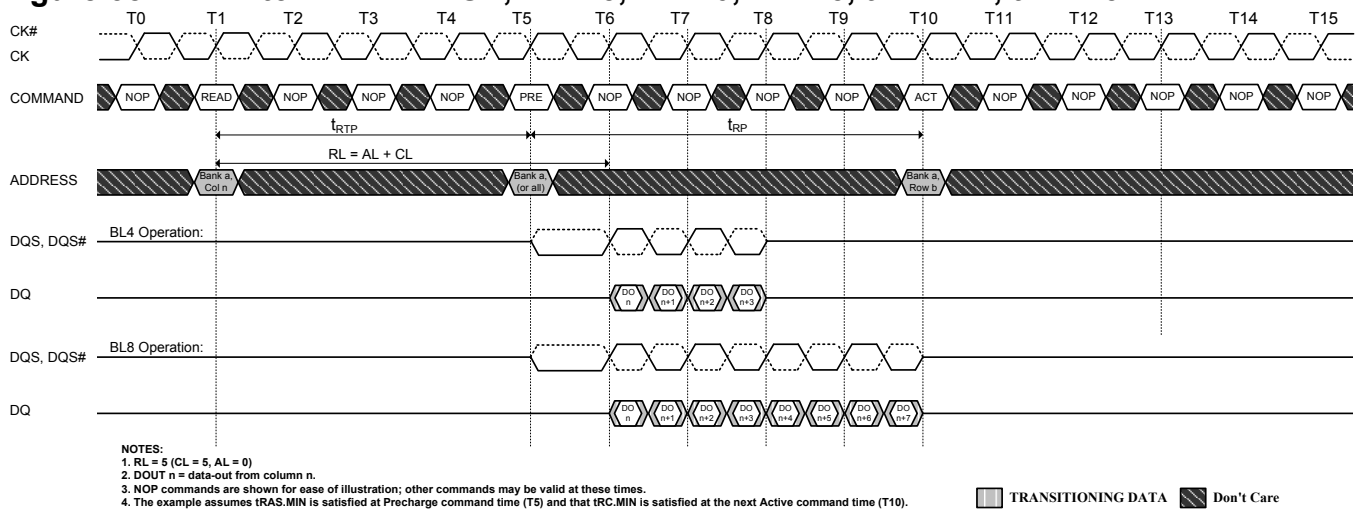 T0 T1 T2 T3 T4 T5 T6 T7 T8 T9 T10 T11 T12 T13 T14 T15
CK#
CK
COMMAND NOP READ NOP NOP NOP PRE NOP NOP NOP NOP ACT NOP NOP NOP NOP NOP
tRTP tRP
RL = AL + CL
ADDRESS Bank a, Col n Bank a, (or all) Bank a, Row b
DQS, DQS# BL4 Operation:
DQ DO n DO n+1 DO n+2 DO n+3
DQS, DQS# BL8 Operation:
DQ DO n DO n+1 DO n+2 DO n+3 DO n+4 DO n+5 DO n+6 DO n+7
NOTES:
1. RL = 5 (CL = 5, AL = 0)
2. DOUT n = data-out from column n.
3. NOP commands are shown for ease of illustration; other commands may be valid at these times.
4. The example assumes tRAS.MIN is satisfied at Precharge command time (T5) and that tRC.MIN is satisfied at the next Active command time (T10).
TRANSITIONING DATA Don't Care